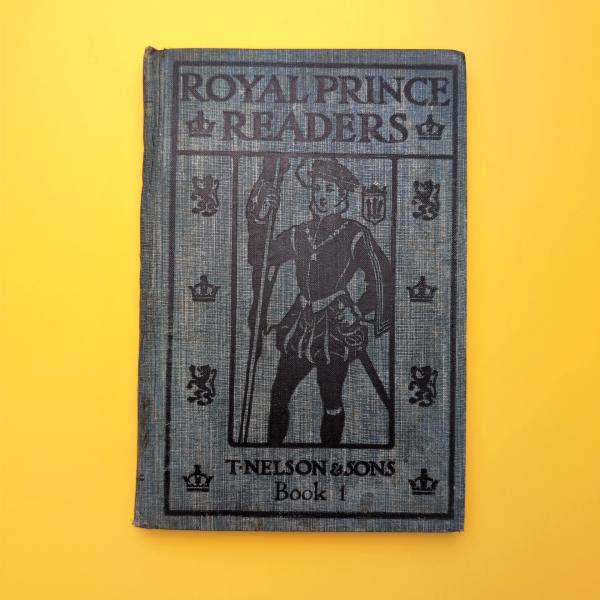 ROYAL·PRINCE
READERS
T·NELSON & SONS
Book 1